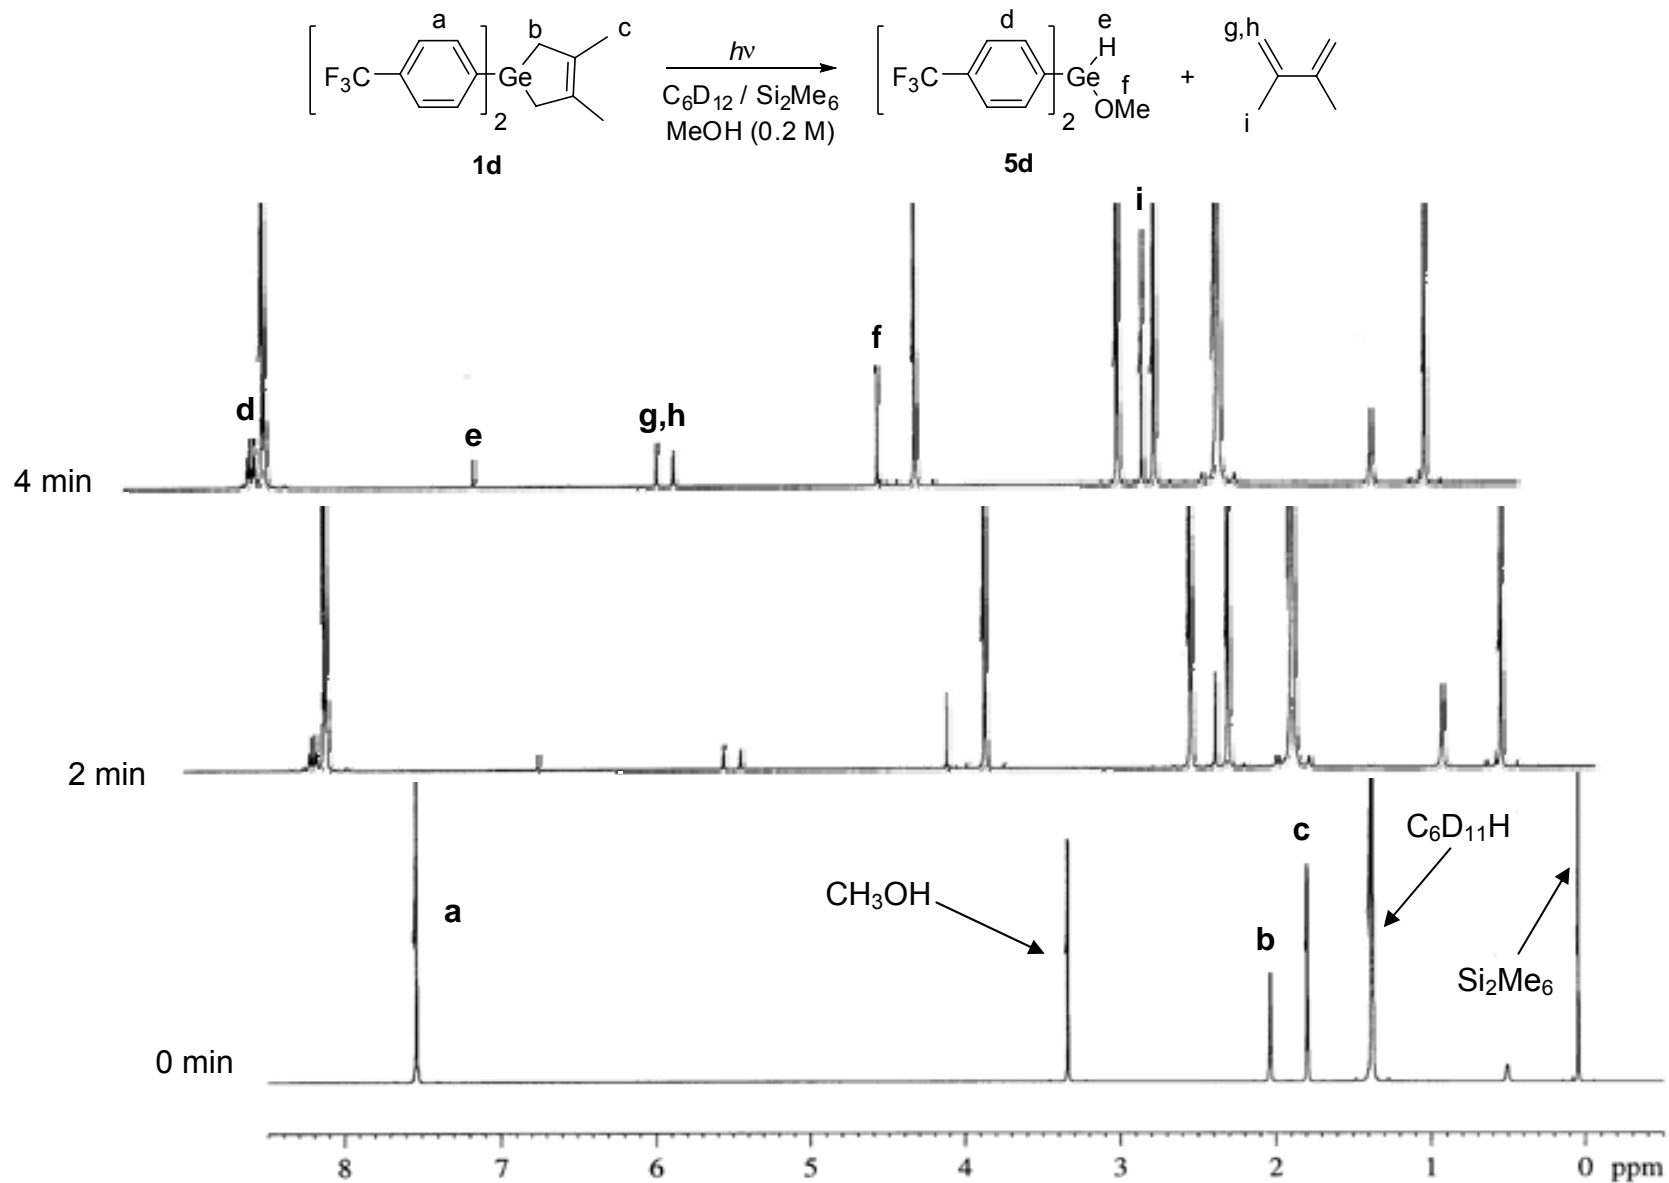 a
b
c
F₃C
Ge
2
1d
hν
C₆D₁₂ / Si₂Me₆
MeOH (0.2 M)
d
e
H
F₃C
Ge
f
OMe
2
5d
+
g,h
i
i
f
d
e
g,h
4 min
2 min
C₆D₁₁H
c
CH₃OH
a
b
Si₂Me₆
0 min
8 7 6 5 4 3 2 1 0 ppm